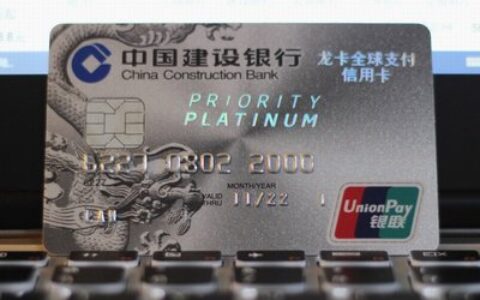 中国建设银行
China Construction Bank
龙卡全球支付
信用卡
PRIORITY
PLATINUM
0802 2000
MONTH/YEAR
VALID
THRU
11/22
UnionPay
银联